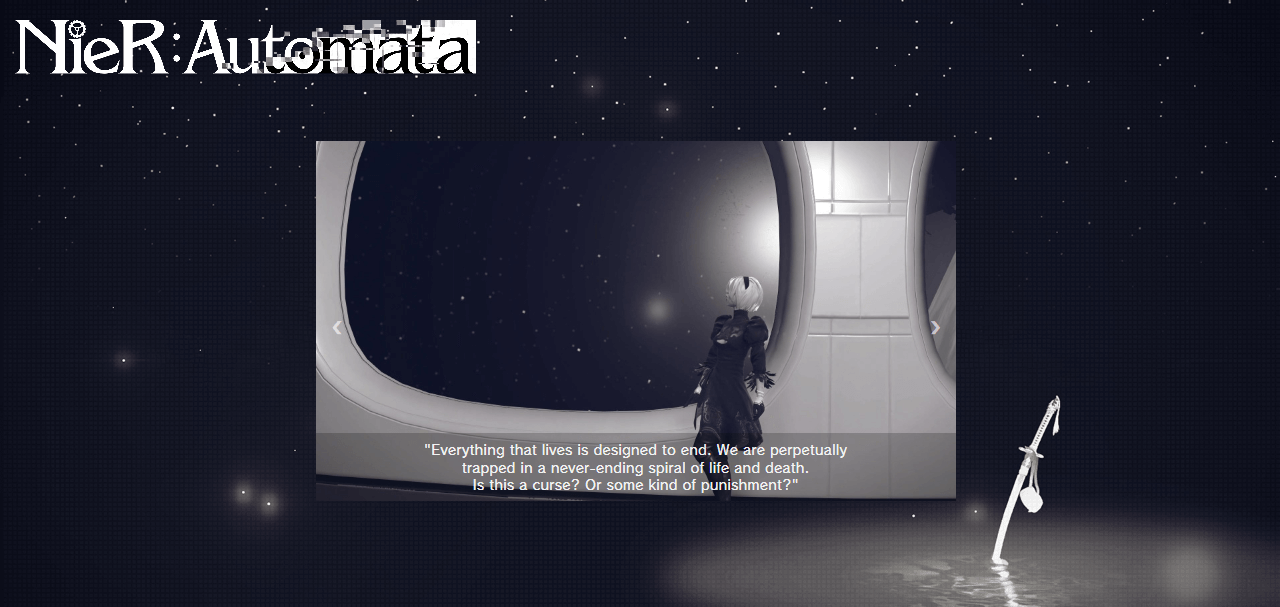 NieR:Automata
"Everything that lives is designed to end. We are perpetually
trapped in a never-ending spiral of life and death.
Is this a curse? Or some kind of punishment?"